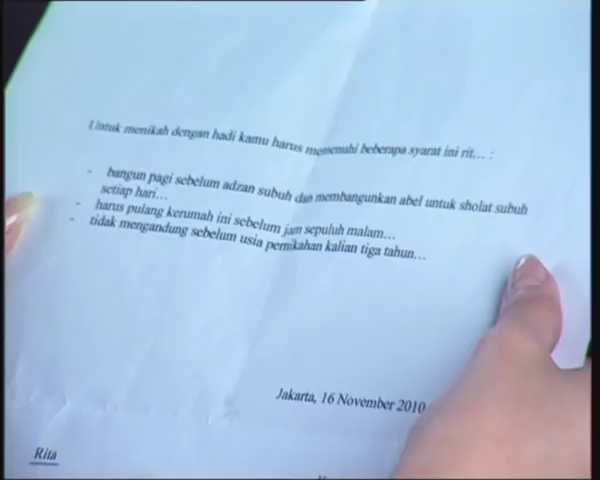 Untuk menikah dengan hadi kamu harus memenuhi beberapa syarat ini rit... :
- bangun pagi sebelum adzan subuh dan membangunkan abel untuk sholat subuh
setiap hari...
- harus pulang kerumah ini sebelum jam sepuluh malam...
- tidak mengandung sebelum usia pernikahan kalian tiga tahun...
Jakarta, 16 November 2010
Rita